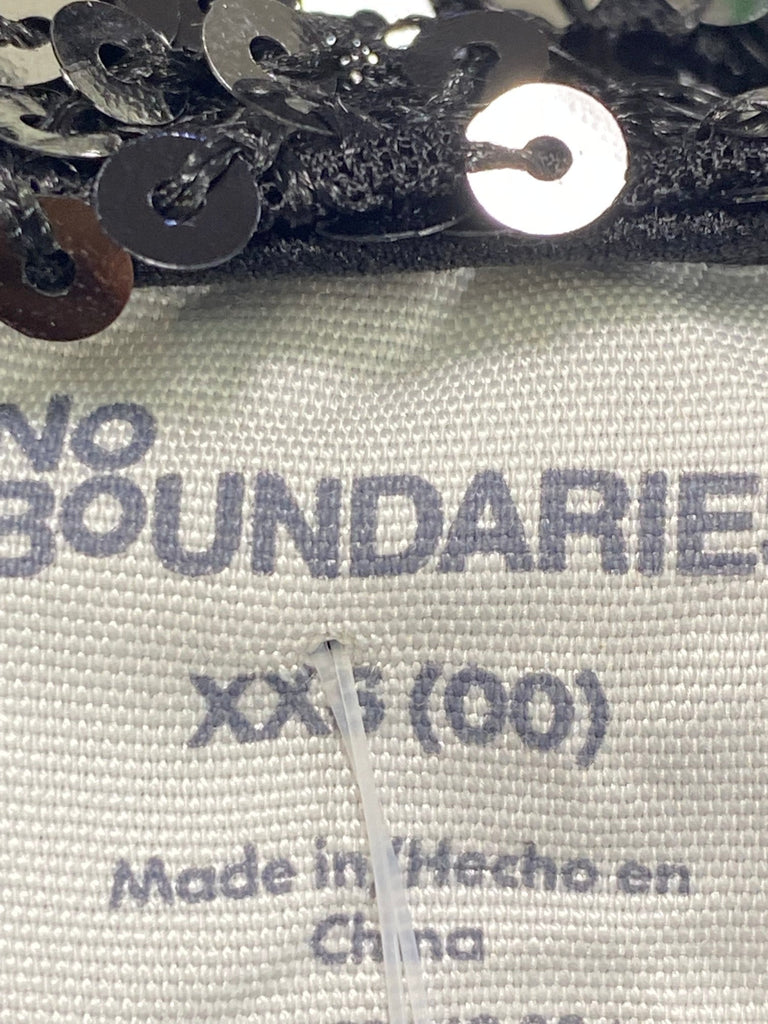 NO
BOUNDARIES
XXS (00)
Made in/Hecho en
China